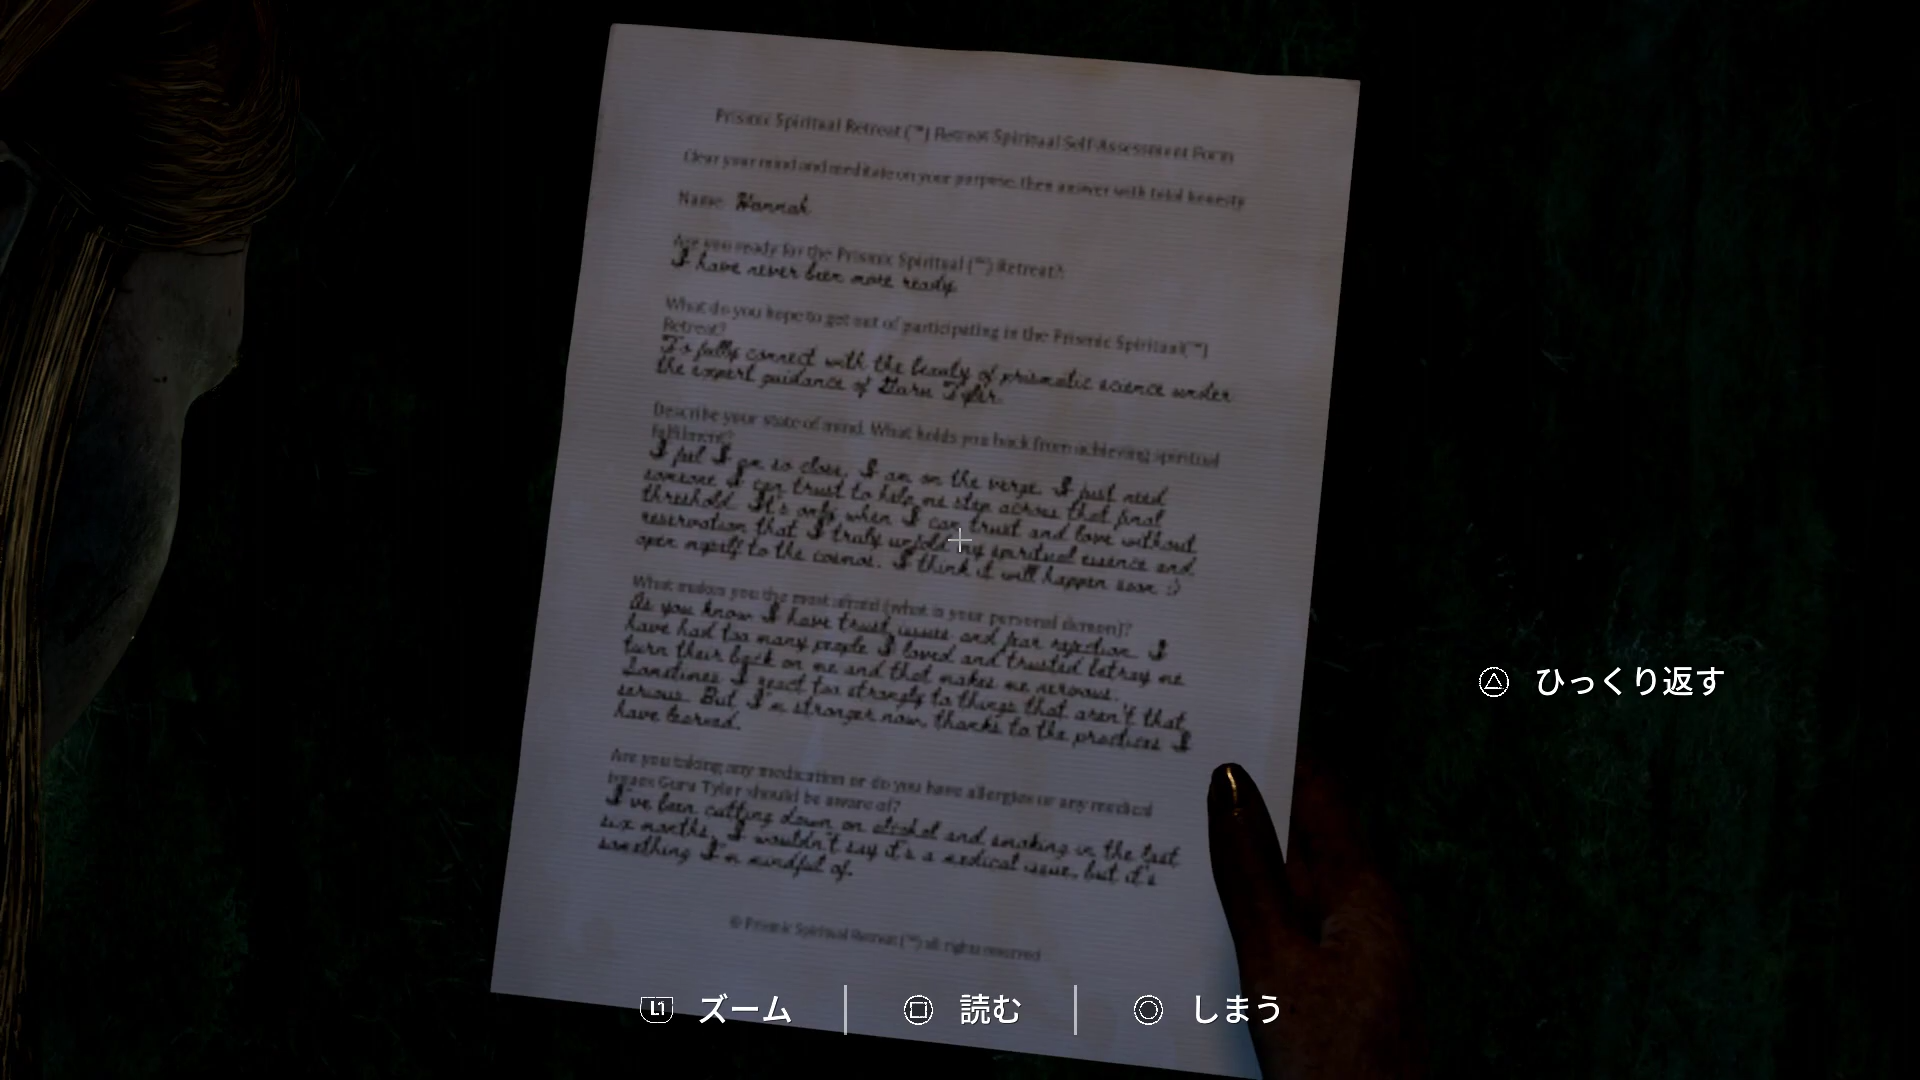 Prismic Spiritual Retreat (™) Retreat Spiritual Self-Assessment Form
Clear your mind and meditate on your purpose, then answer with total honesty
Name: Hannah
Are you ready for the Prismic Spiritual (™) Retreat?
I have never been more ready
What do you hope to get out of participating in the Prismic Spiritual(™)
Retreat?
To fully connect with the beauty of prismatic science under
the expert guidance of Guru Tyler.
Describe your state of mind. What holds you back from achieving spiritual
fulfilment?
I feel I am so close. I am on the verge. I just need
someone I can trust to help me step across that final
threshold. It's only when I can trust and love without
reservation that I truly unfold my spiritual essence and
open myself to the cosmos. I think it will happen soon :)
What makes you the most afraid (what is your personal demon)?
As you know I have trust issues and fear rejection. I
have had too many people I loved and trusted betray me
turn their back on me and that makes me nervous.
Sometimes I react too strongly to things that aren't that
serious. But I'm stronger now, thanks to the practices I
have learned.
Are you taking any medication or do you have allergies or any medical
issues Guru Tyler should be aware of?
I've been cutting down on alcohol and smoking in the last
six months. I wouldn't say it's a medical issue, but it's
something I'm mindful of.
© Prismic Spiritual Retreat (™) all rights reserved
△ ひっくり返す
L1 ズーム | □ 読む | ○ しまう